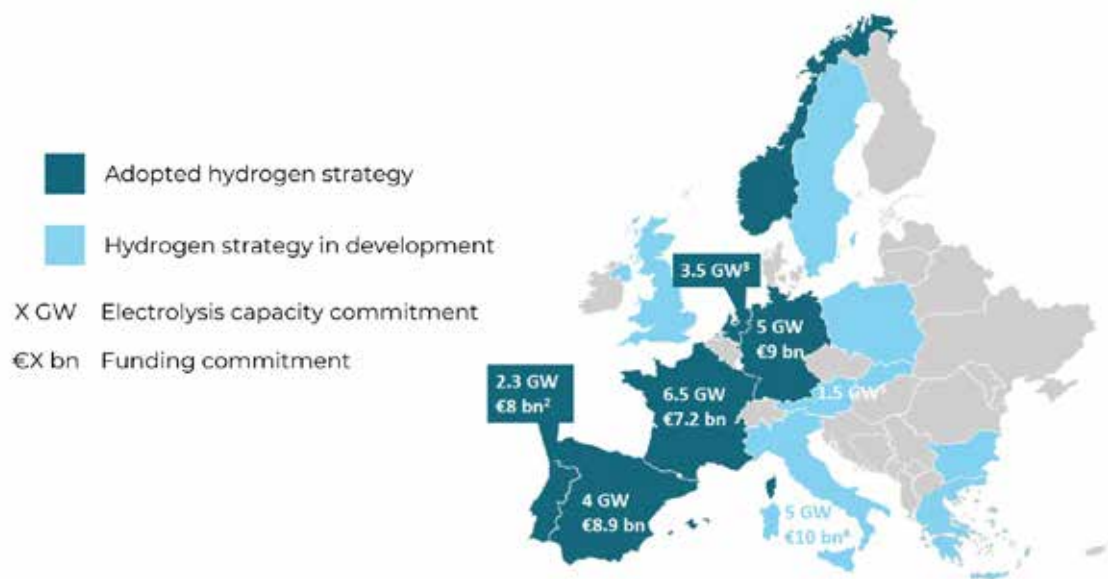 Adopted hydrogen strategy
Hydrogen strategy in development
X GW Electrolysis capacity commitment
€X bn Funding commitment
3.5 GW³
5 GW
€9 bn
2.3 GW
€8 bn²
6.5 GW
€7.2 bn
1.5 GW
4 GW
€8.9 bn
5 GW
€10 bn⁴